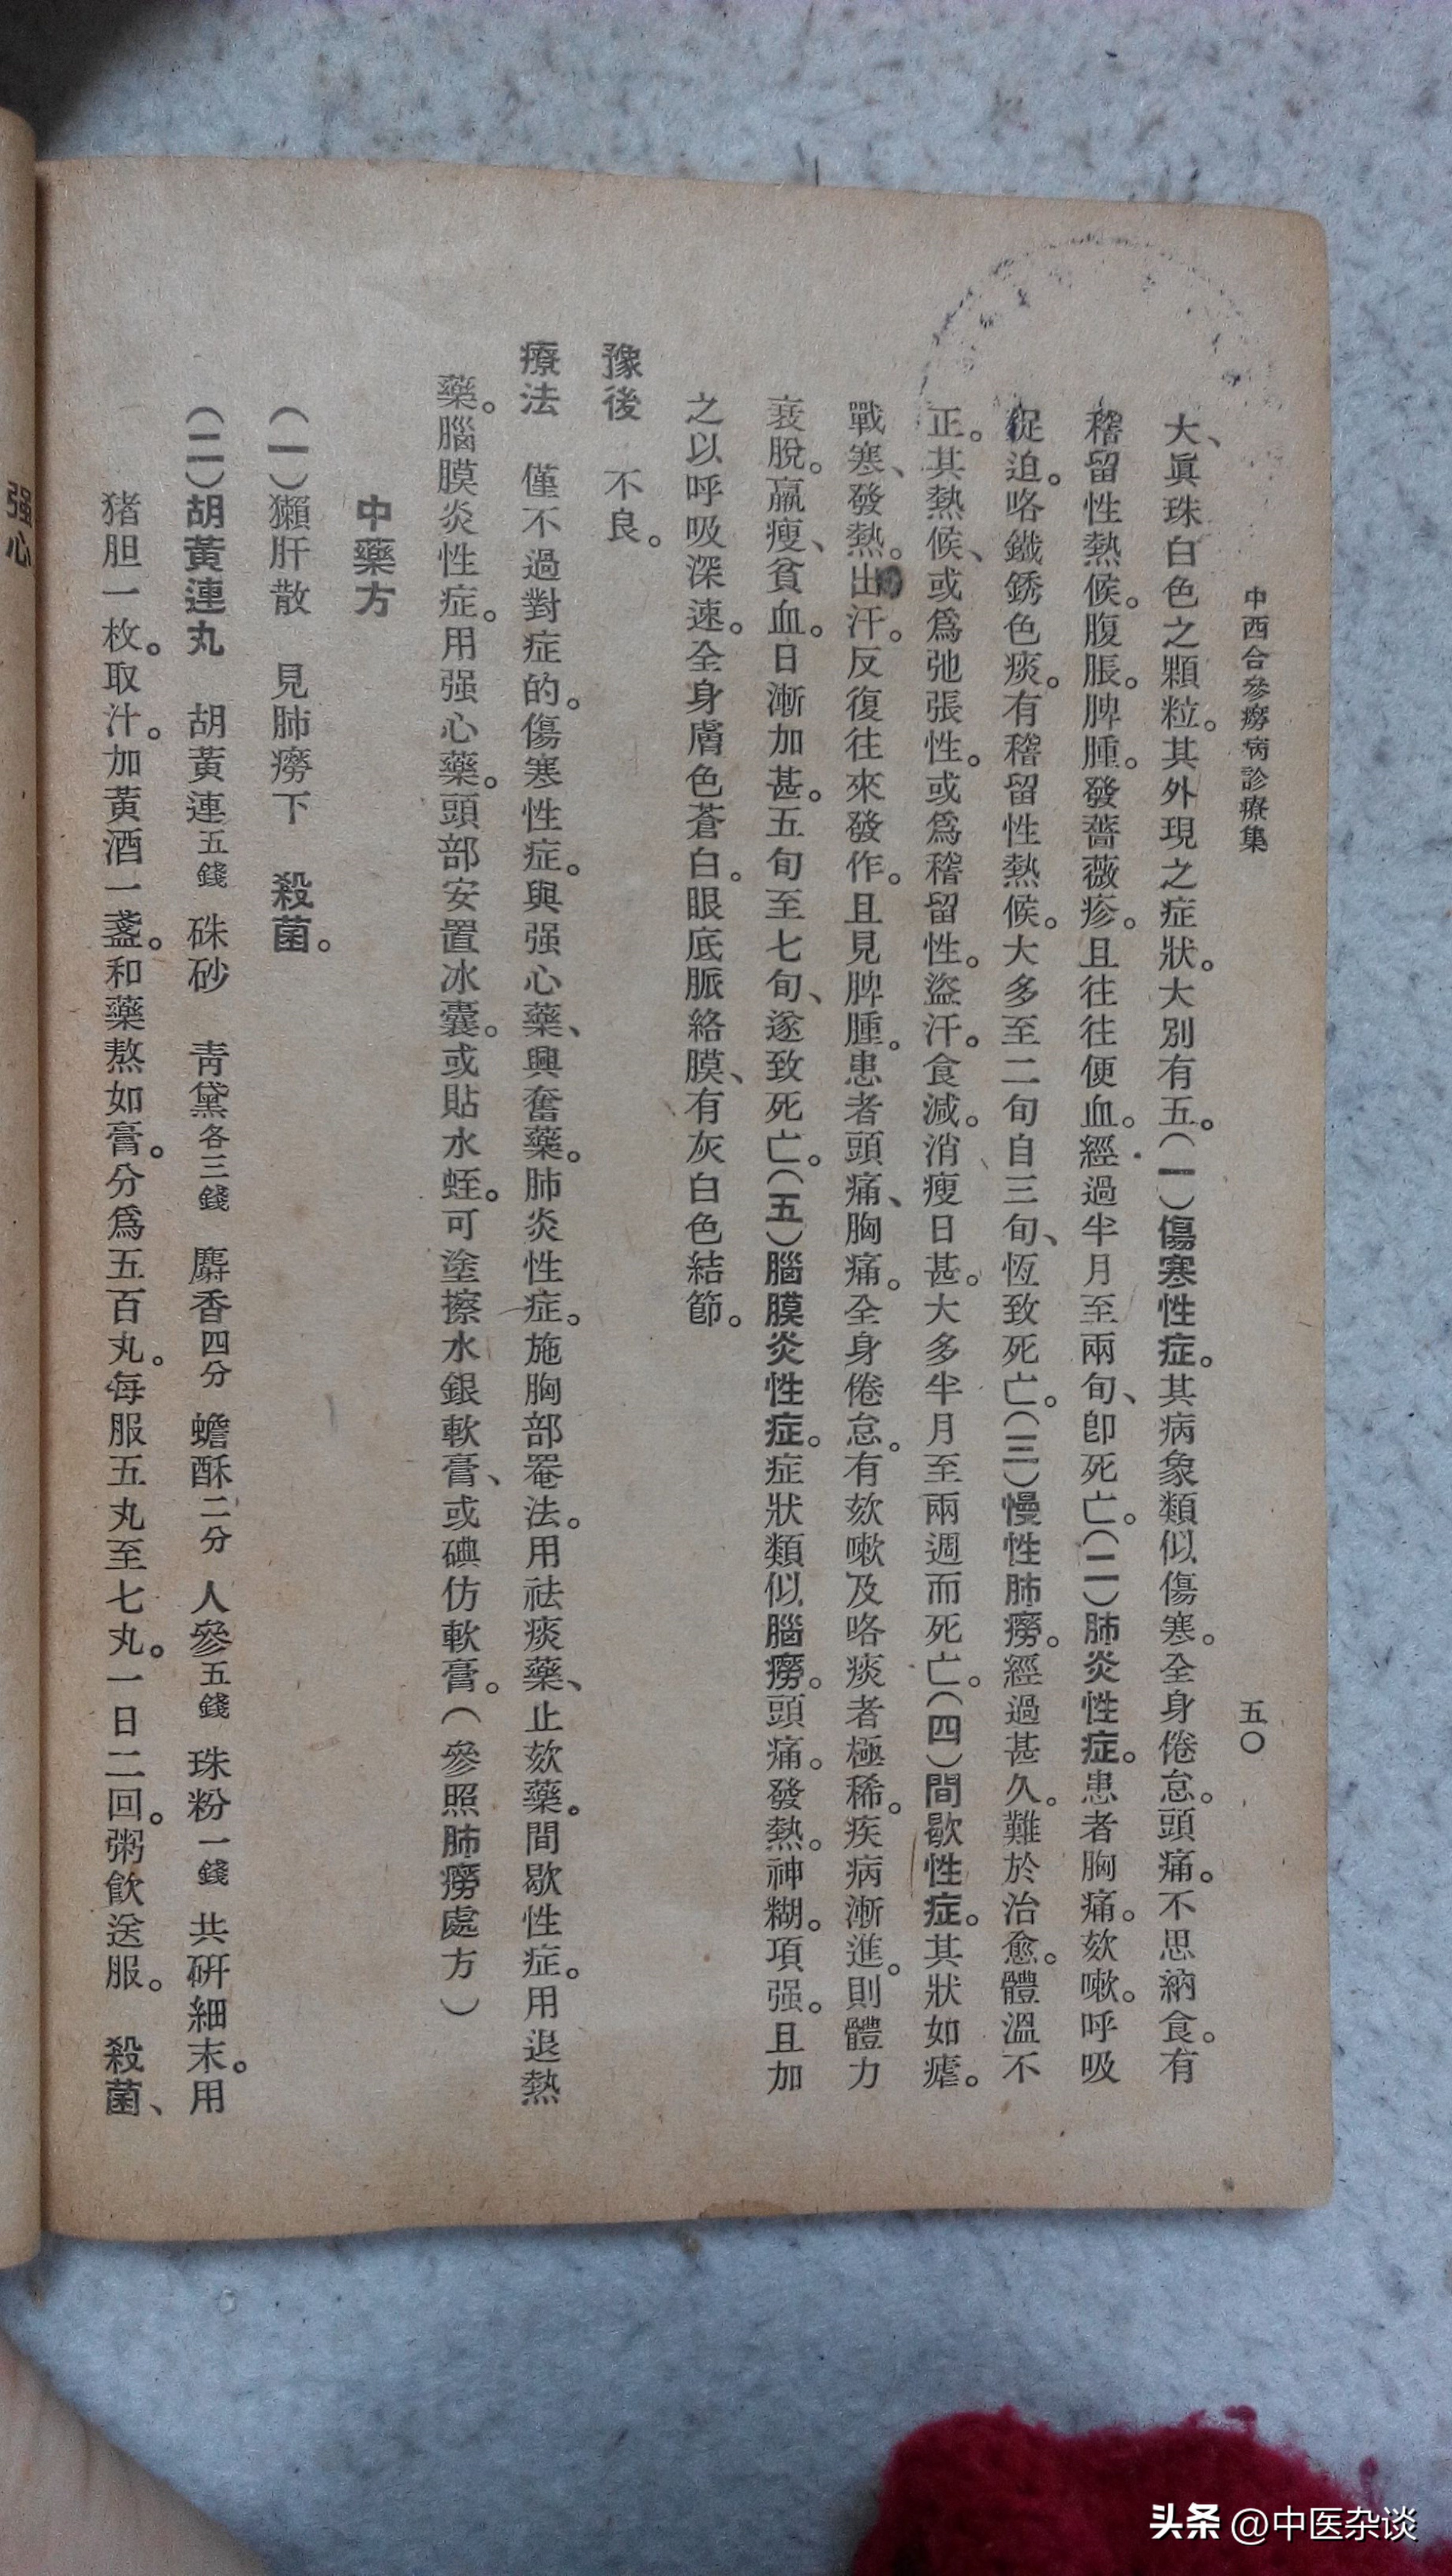 中西合參癆病診療集
五〇
大、眞珠白色之顆粒。其外現之症狀。大別有五。(一)傷寒性症。其病象類似傷寒。全身倦怠。頭痛。不思納食。有
稽留性熱候。腹脹。脾腫。發薔薇疹。且往往便血。經過半月至兩旬、卽死亡。(二)肺炎性症。患者胸痛。欬嗽。呼吸
促迫。咯鐵銹色痰。有稽留性熱候。大多至二旬自三旬、恆致死亡。(三)慢性肺癆。經過甚久。難於治愈。體溫不
正。其熱候、或爲弛張性。或爲稽留性。盜汗。食減。消瘦日甚。大多半月至兩週而死亡。(四)間歇性症。其狀如瘧。
戰寒、發熱。出汗。反復往來發作。且見脾腫。患者頭痛、胸痛。全身倦怠。有欬嗽及咯痰者極稀。疾病漸進。則體力
衰脫。羸瘦、貧血。日漸加甚。五旬至七旬、遂致死亡。(五)腦膜炎性症。症狀類似腦癆。頭痛。發熱。神糊。項强。且加
之以呼吸深速。全身膚色蒼白。眼底脈絡膜、有灰白色結節。
豫後 不良。
療法 僅不過對症的。傷寒性症。與强心藥、興奮藥。肺炎性症。施胸部罨法。用祛痰藥、止欬藥。間歇性症。用退熱
藥。腦膜炎性症。用强心藥。頭部安置冰囊。或貼水蛭。可塗擦水銀軟膏、或碘仿軟膏。(參照肺癆處方)
中藥方
(一)獺肝散 見肺癆下 殺菌。
(二)胡黃連丸 胡黃連五錢 硃砂 靑黛各三錢 麝香四分 蟾酥二分 人參五錢 珠粉一錢 共硏細末。用
猪胆一枚。取汁。加黃酒一盞。和藥熬如膏。分爲五百丸。每服五丸至七丸。一日二回。粥飮送服。 殺菌、
强心
头条 @中医杂谈